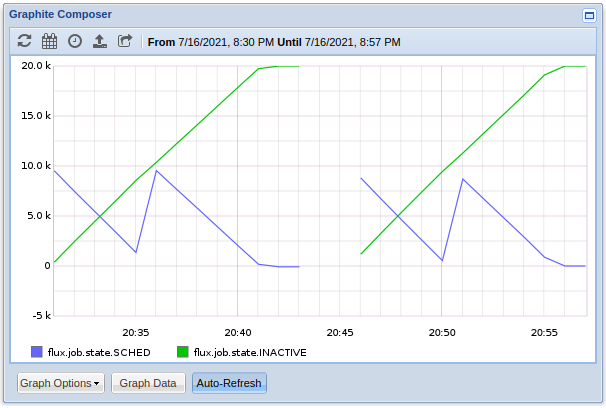 Graphite Composer
From 7/16/2021, 8:30 PM Until 7/16/2021, 8:57 PM
20.0 k
15.0 k
10.0 k
5.0 k
0
-5 k
20:35 20:40 20:45 20:50 20:55
flux.job.state.SCHED flux.job.state.INACTIVE
Graph Options Graph Data Auto-Refresh